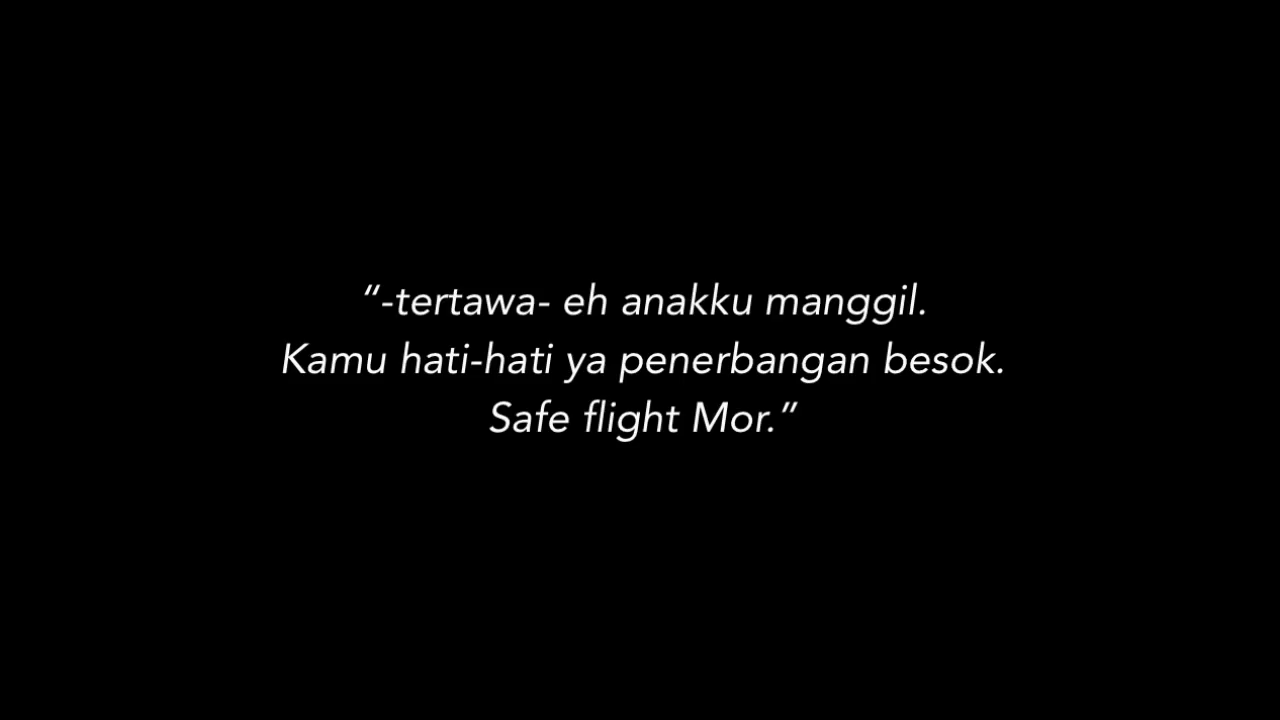 “-tertawa- eh anakku manggil.
Kamu hati-hati ya penerbangan besok.
Safe flight Mor.”